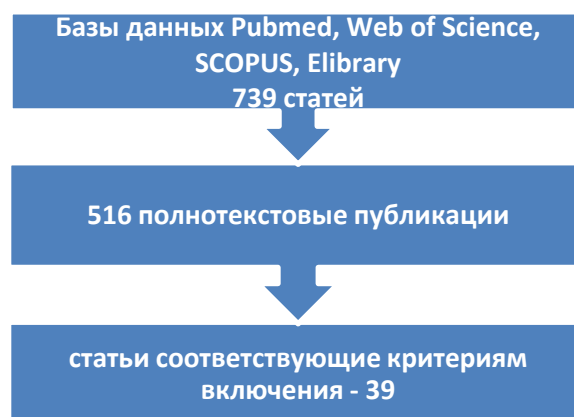 Базы данных Pubmed, Web of Science,
SCOPUS, Elibrary
739 статей
516 полнотекстовые публикации
статьи соответствующие критериям
включения - 39